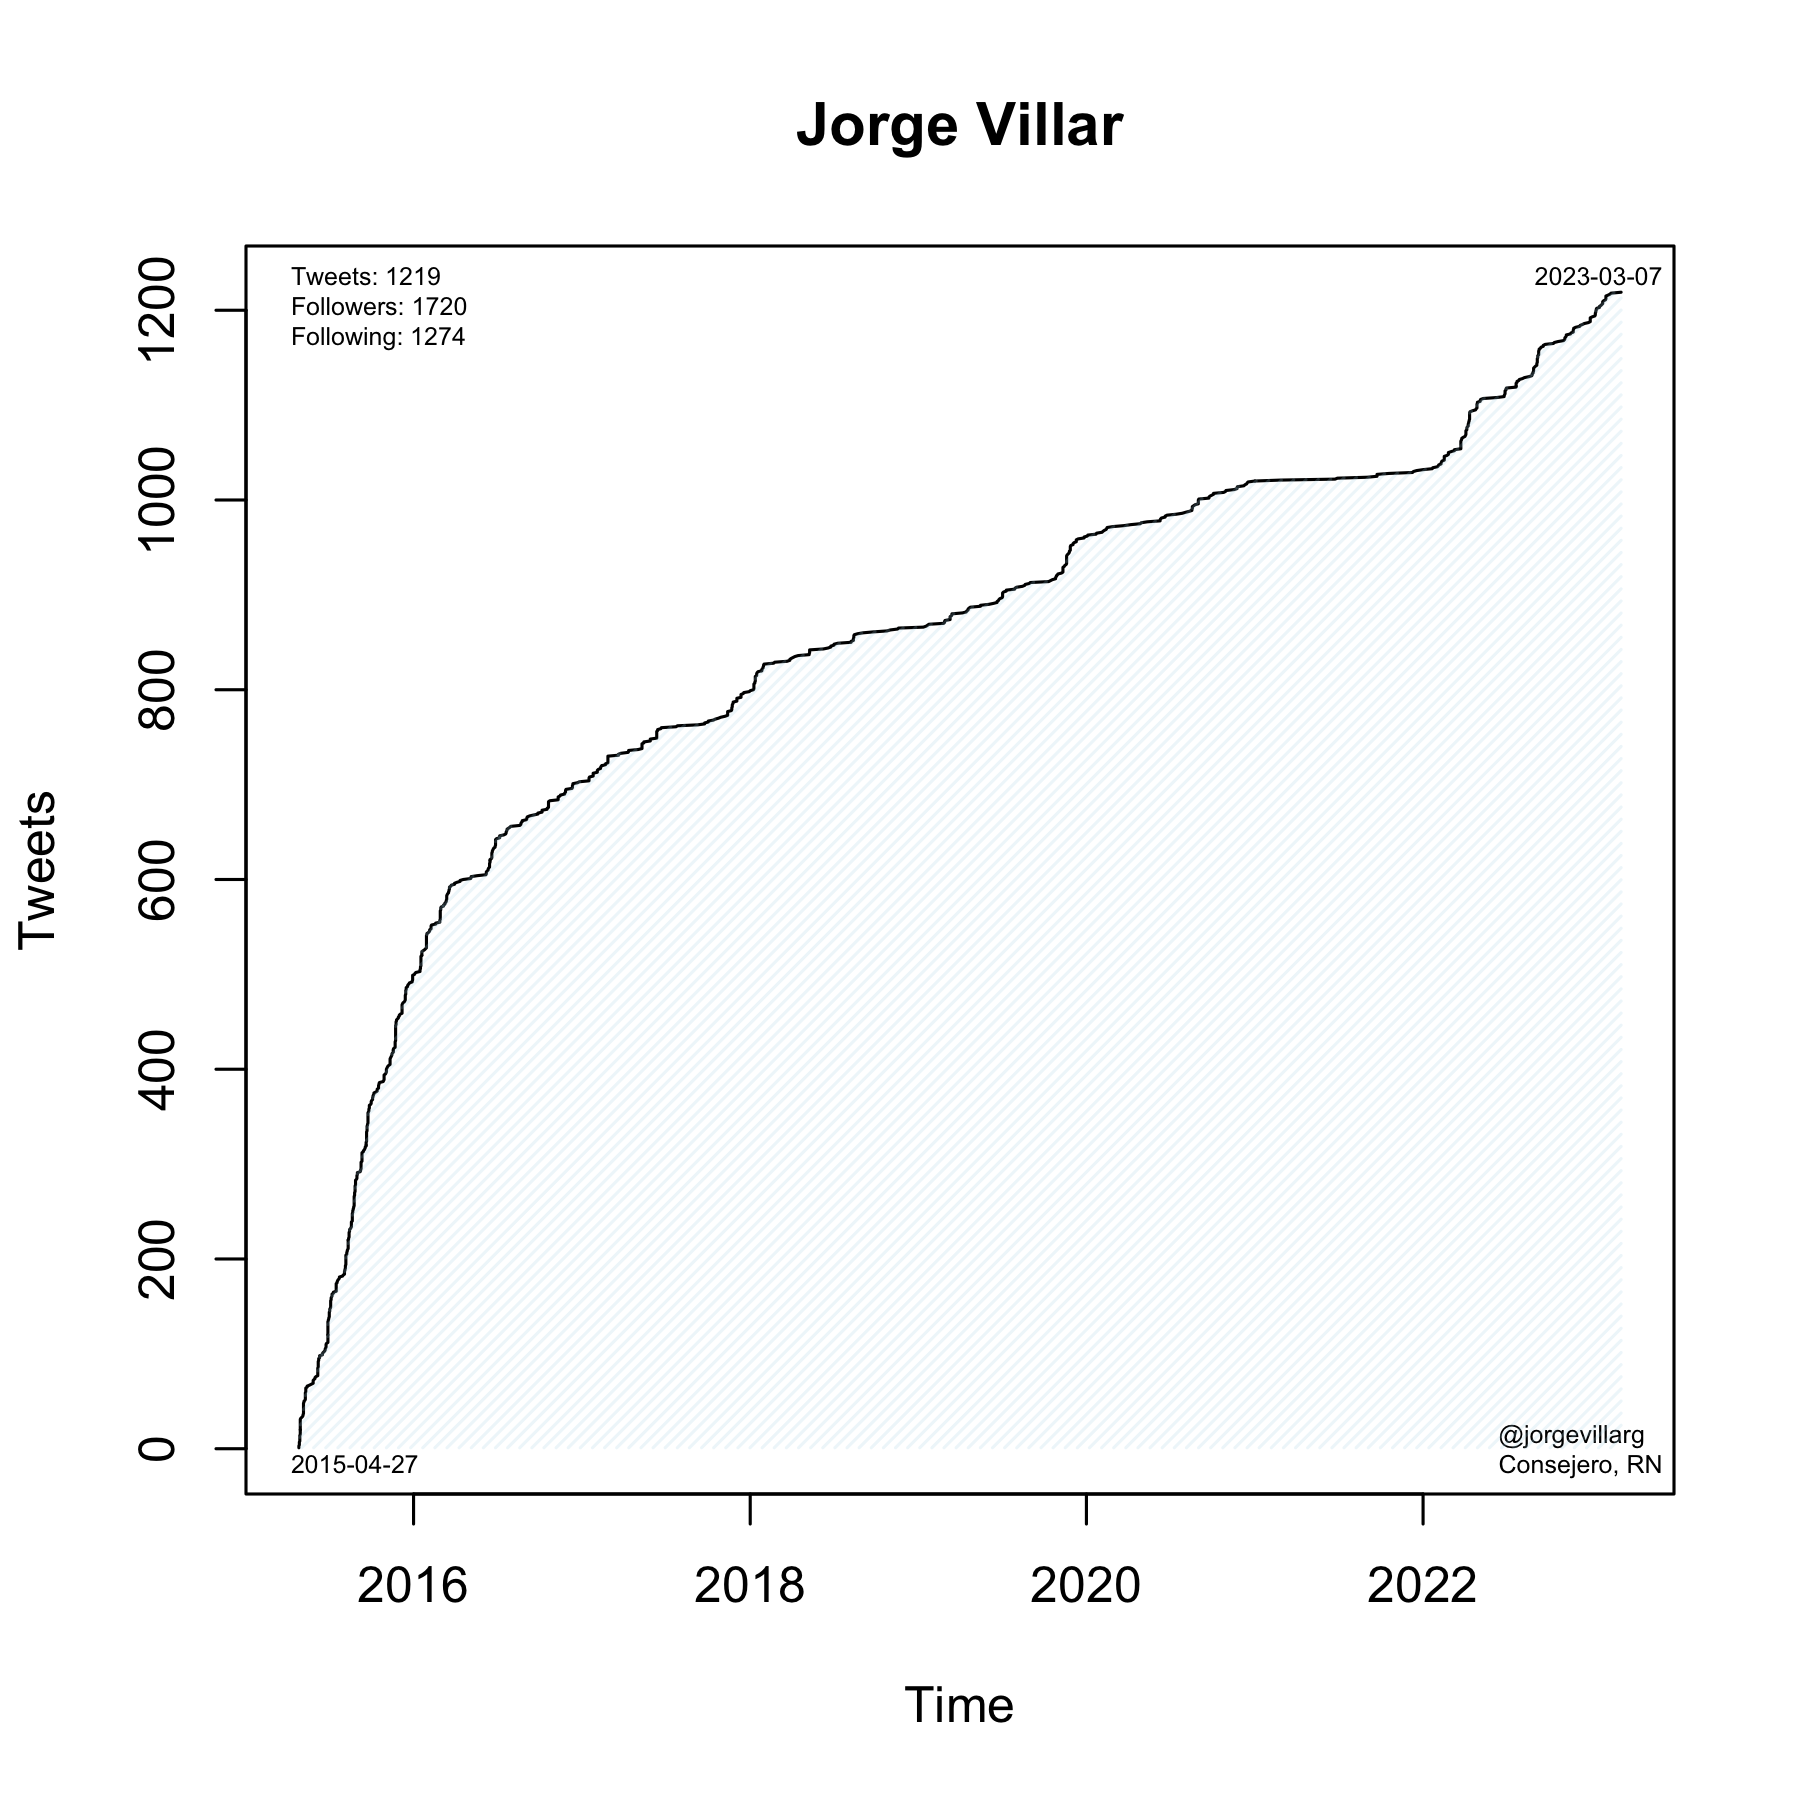 Jorge Villar
Tweets: 1219
Followers: 1720
Following: 1274
2023-03-07
1200
1000
800
600
400
200
0
Tweets
2015-04-27
@jorgevillarg
Consejero, RN
2016
2018
2020
2022
Time